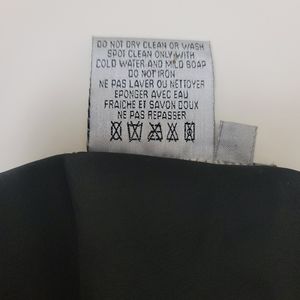 DO NOT DRY CLEAN OR WASH
SPOT CLEAN ONLY WITH
COLD WATER AND MILD SOAP
DO NOT IRON
NE PAS LAVER OU NETTOYER
EPONGER AVEC EAU
FRAICHE ET SAVON DOUX
NE PAS REPASSER